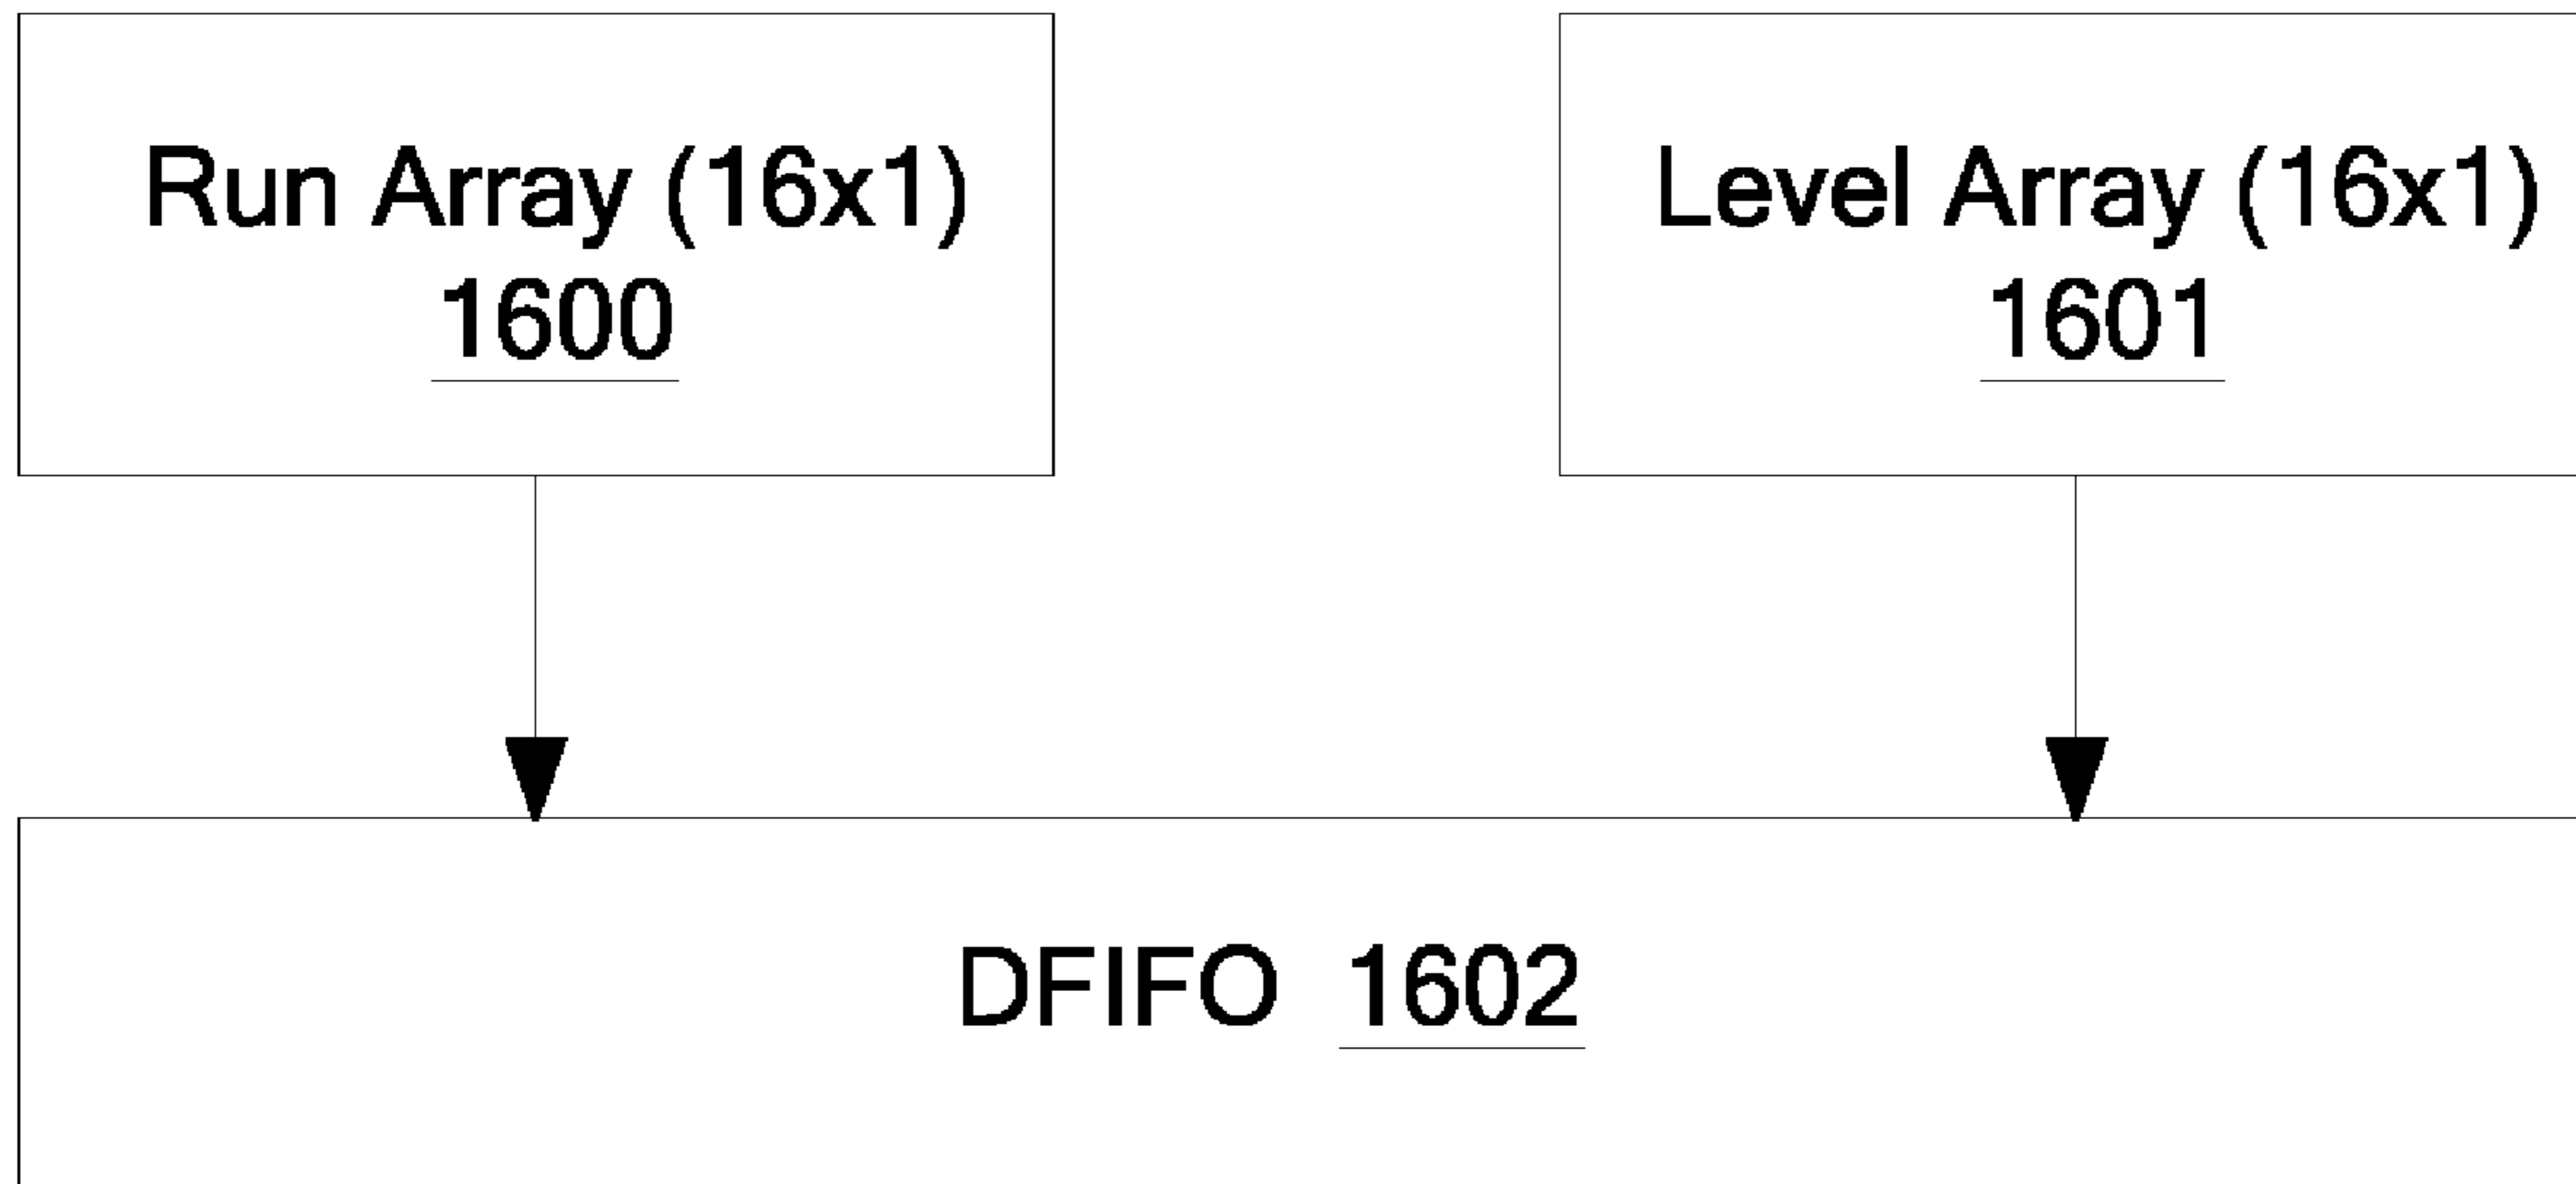 Run Array (16x1)
1600
Level Array (16x1)
1601
DFIFO 1602